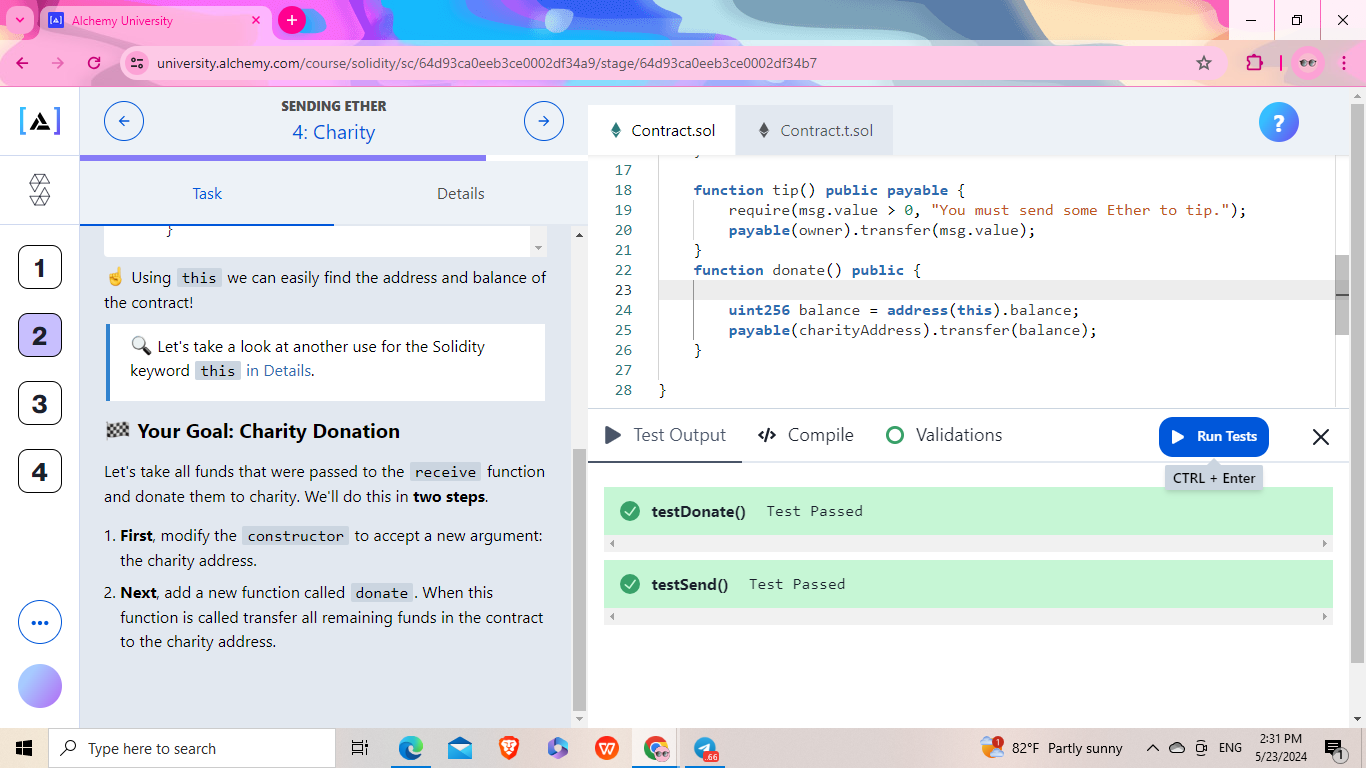 Alchemy University
university.alchemy.com/course/solidity/sc/64d93ca0eeb3ce0002df34a9/stage/64d93ca0eeb3ce0002df34b7
SENDING ETHER
4: Charity
Task
Details
1
2
3
4
}
☝️ Using this we can easily find the address and balance of
the contract!
🔍 Let's take a look at another use for the Solidity
keyword this in Details.
🏁 Your Goal: Charity Donation
Let's take all funds that were passed to the receive function
and donate them to charity. We'll do this in two steps.
1. First, modify the constructor to accept a new argument:
the charity address.
2. Next, add a new function called donate. When this
function is called transfer all remaining funds in the contract
to the charity address.
Contract.sol
Contract.t.sol
?
17
18 function tip() public payable {
19 require(msg.value > 0, "You must send some Ether to tip.");
20 payable(owner).transfer(msg.value);
21 }
22 function donate() public {
23
24 uint256 balance = address(this).balance;
25 payable(charityAddress).transfer(balance);
26 }
27
28 }
Test Output
</> Compile
Validations
Run Tests
CTRL + Enter
testDonate() Test Passed
testSend() Test Passed
Type here to search
.66
1
82°F Partly sunny
ENG
2:31 PM
5/23/2024
1